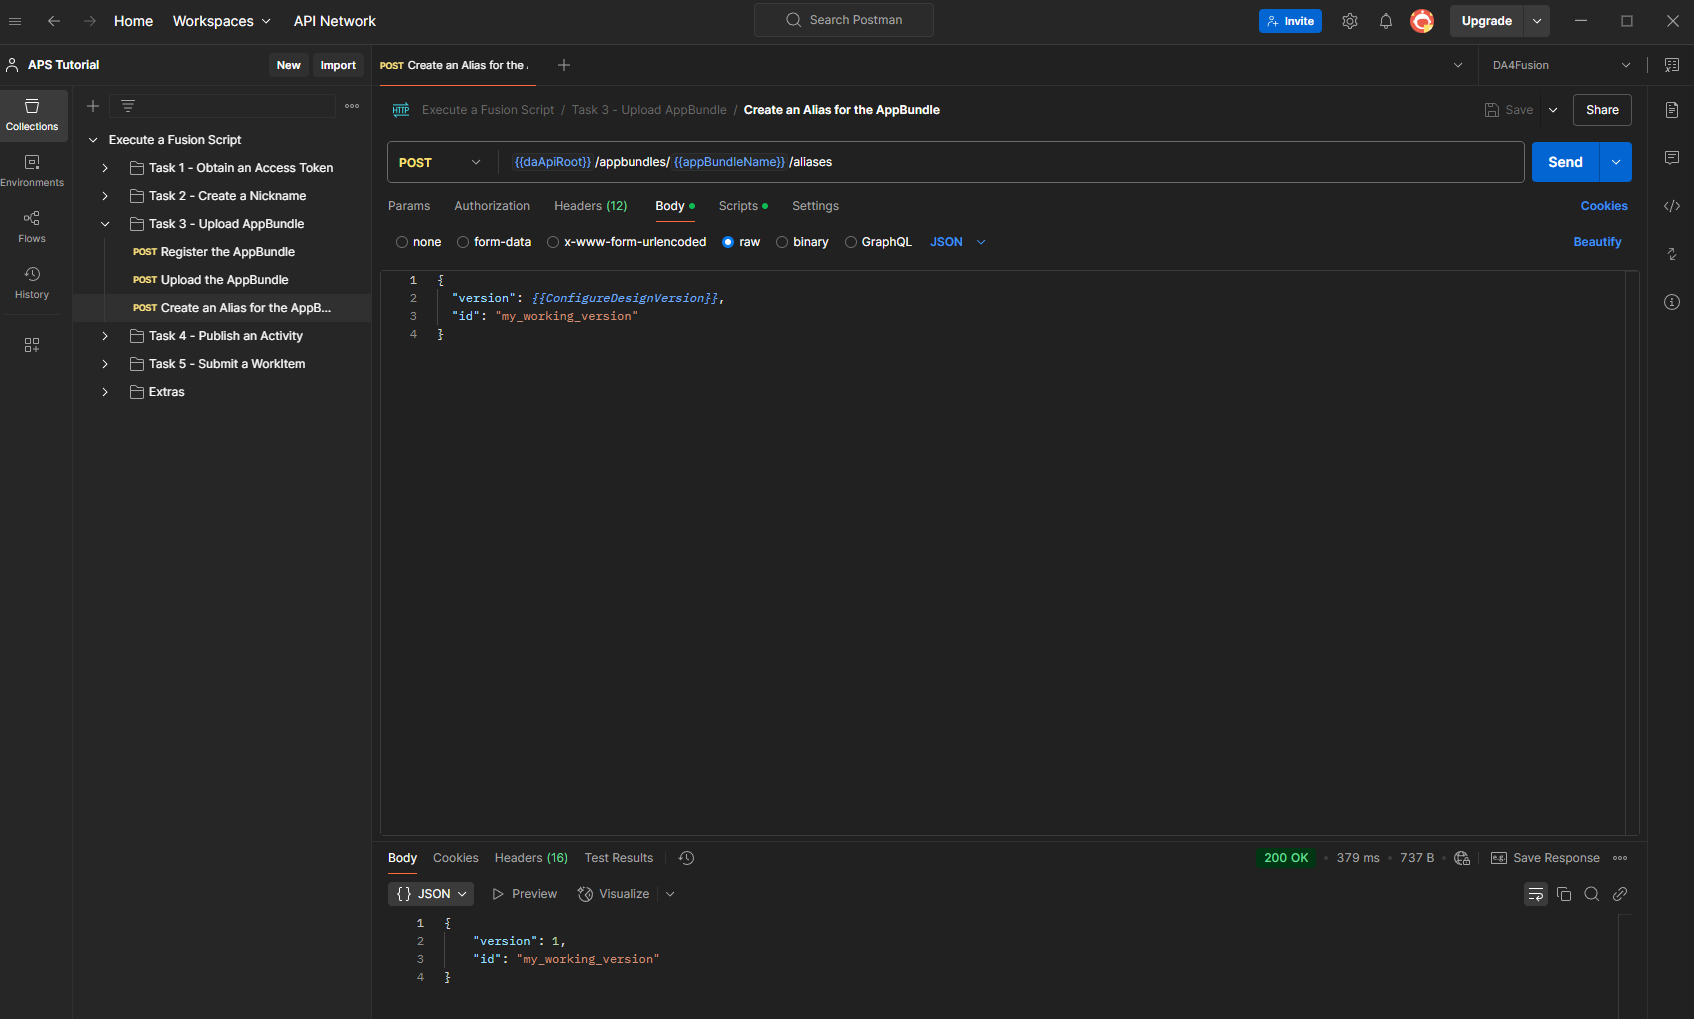 Home Workspaces API Network Search Postman Invite Upgrade
APS Tutorial New Import POST Create an Alias for the . DA4Fusion
Collections
Environments
Flows
History
Execute a Fusion Script
Task 1 - Obtain an Access Token
Task 2 - Create a Nickname
Task 3 - Upload AppBundle
POST Register the AppBundle
POST Upload the AppBundle
POST Create an Alias for the AppB...
Task 4 - Publish an Activity
Task 5 - Submit a WorkItem
Extras
HTTP Execute a Fusion Script / Task 3 - Upload AppBundle / Create an Alias for the AppBundle Save Share
POST {{daApiRoot}} /appbundles/ {{appBundleName}} /aliases Send
Params Authorization Headers (12) Body Scripts Settings Cookies
none form-data x-www-form-urlencoded raw binary GraphQL JSON Beautify
1 {
2 "version": {{ConfigureDesignVersion}},
3 "id": "my_working_version"
4 }
Body Cookies Headers (16) Test Results 200 OK • 379 ms • 737 B • e.g. Save Response
{ } JSON Preview Visualize
1 {
2 "version": 1,
3 "id": "my_working_version"
4 }